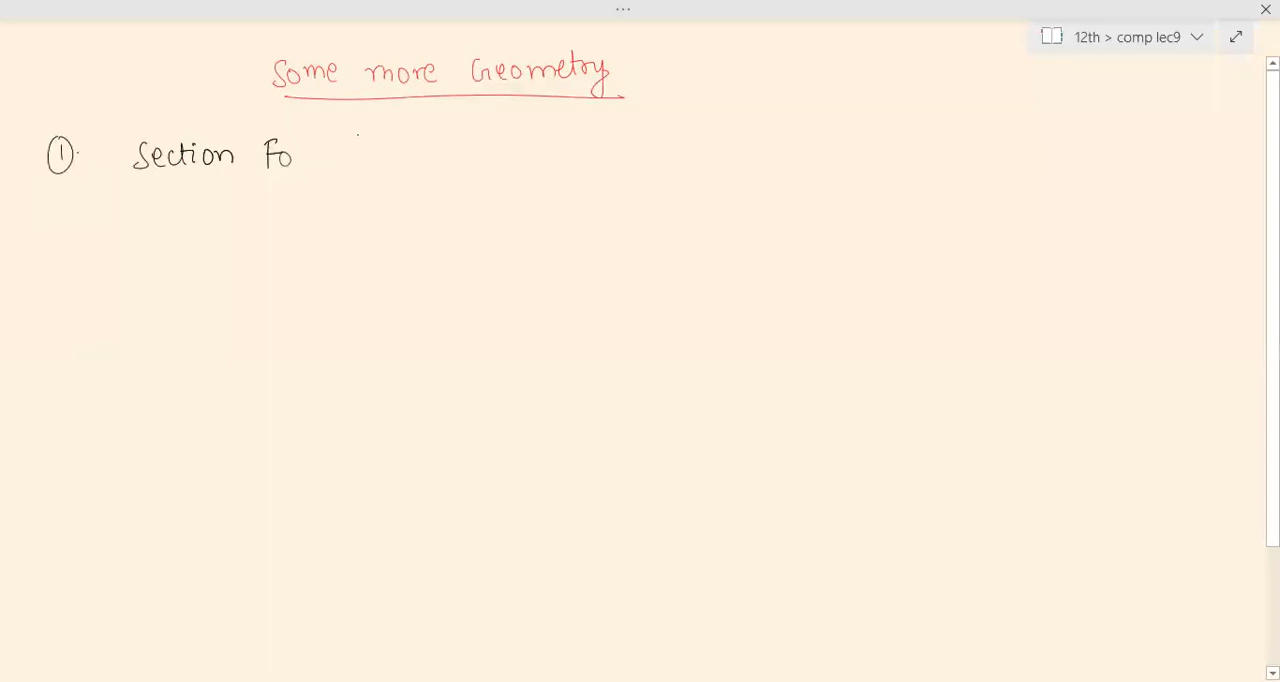 12th > comp lec9
Some more Geometry
① Section Fo